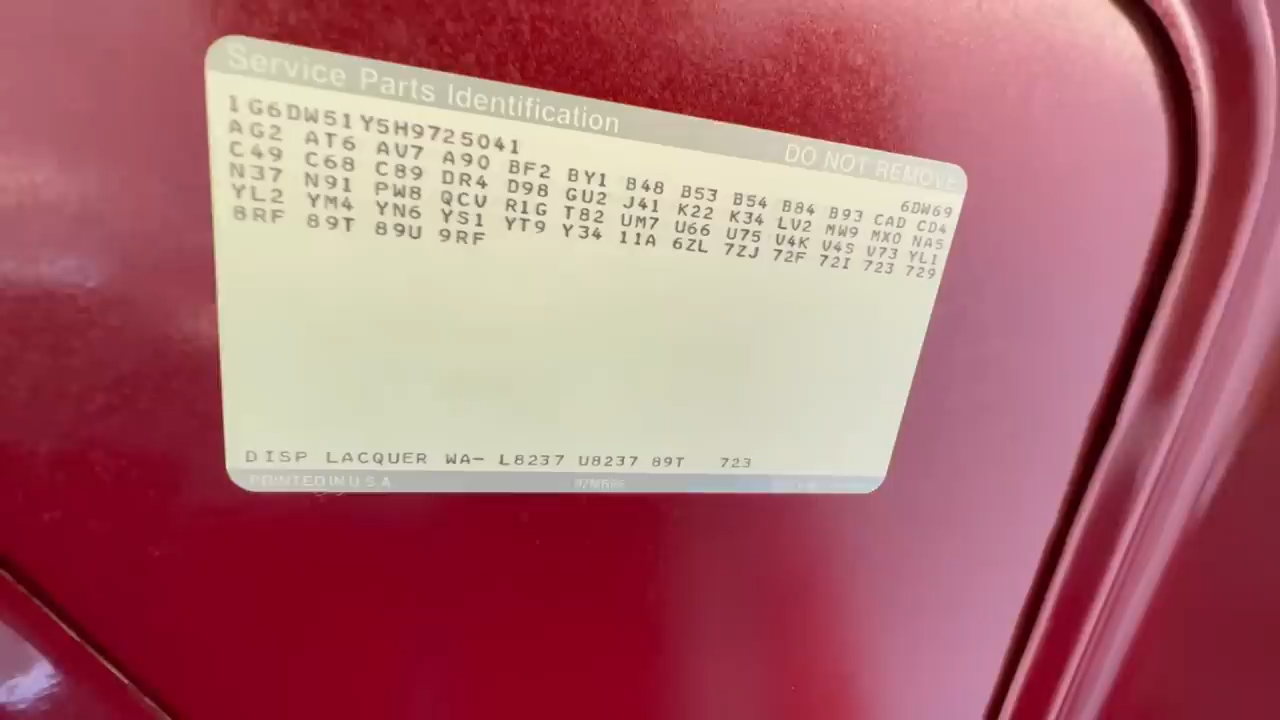 Service Parts Identification DO NOT REMOVE
1G6DW51Y5H9725041 6DW69
AG2 AT6 AV7 A90 BF2 BY1 B48 B53 B54 B84 B93 CAD CD4
C49 C68 C89 DR4 D98 GU2 J41 K22 K34 LV2 MW9 MX0 NA5
N37 N91 PW8 QCV R1G T82 UM7 U66 U75 V4K V4S V73 YL1
YL2 YM4 YN6 YS1 YT9 Y34 11A 6ZL 7ZJ 72F 72I 723 729
8RF 89T 89U 9RF
DISP LACQUER WA- L8237 U8237 89T 723
PRINTED IN U.S.A